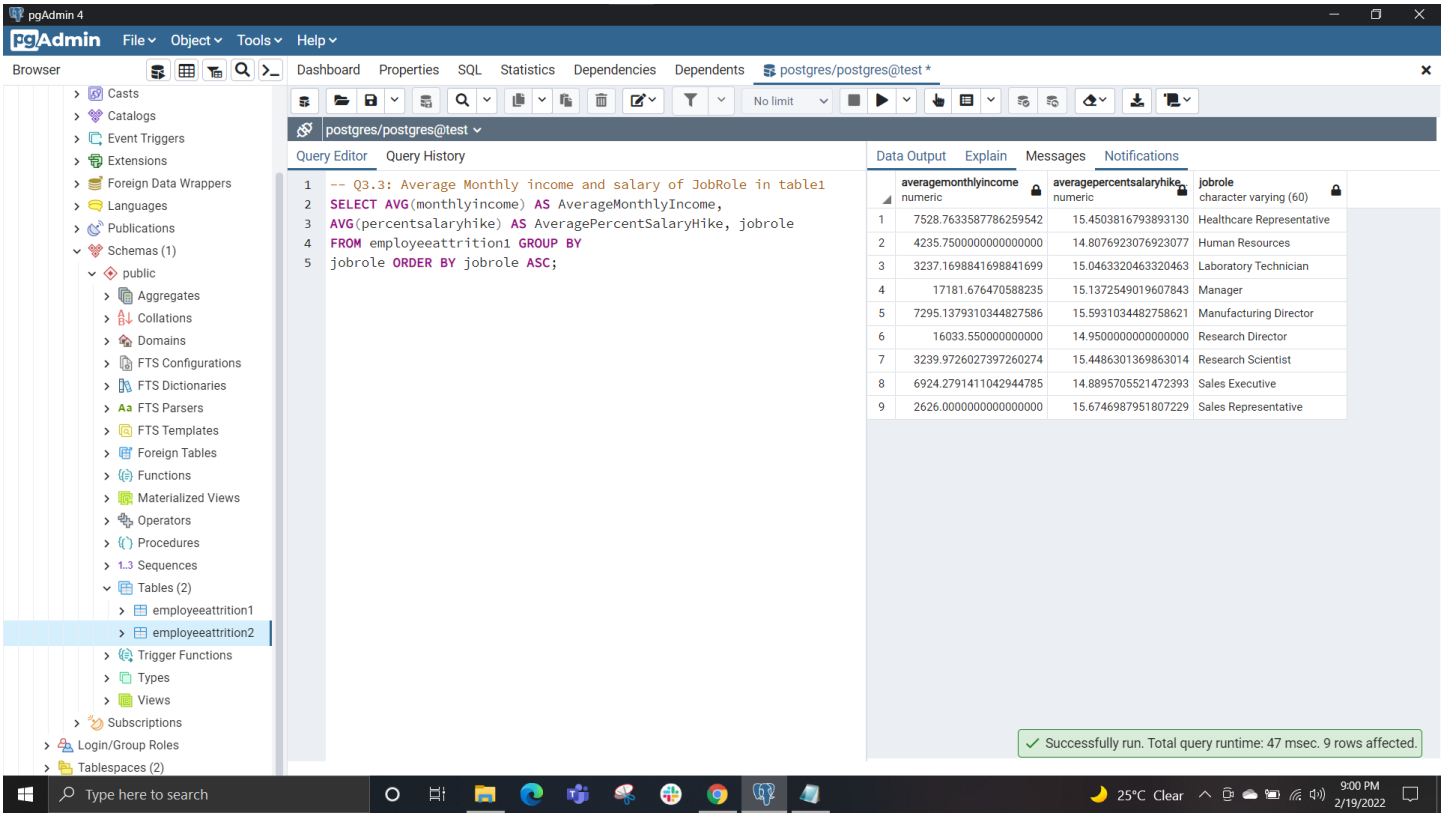 pgAdmin 4
pgAdmin File Object Tools Help
Browser
Dashboard Properties SQL Statistics Dependencies Dependents postgres/postgres@test *
No limit
postgres/postgres@test
Casts
Catalogs
Event Triggers
Extensions
Foreign Data Wrappers
Languages
Publications
Schemas (1)
public
Aggregates
Collations
Domains
FTS Configurations
FTS Dictionaries
Aa FTS Parsers
FTS Templates
Foreign Tables
Functions
Materialized Views
Operators
Procedures
1..3 Sequences
Tables (2)
employeeattrition1
employeeattrition2
Trigger Functions
Types
Views
Subscriptions
Login/Group Roles
Tablespaces (2)
Query Editor Query History
1 -- Q3.3: Average Monthly income and salary of JobRole in table1
2 SELECT AVG(monthlyincome) AS AverageMonthlyIncome,
3 AVG(percentsalaryhike) AS AveragePercentSalaryHike, jobrole
4 FROM employeeattrition1 GROUP BY
5 jobrole ORDER BY jobrole ASC;
Data Output Explain Messages Notifications
averagemonthlyincome averagepercentsalaryhike jobrole
numeric numeric character varying (60)
1 7528.7633587786259542 15.4503816793893130 Healthcare Representative
2 4235.7500000000000000 14.8076923076923077 Human Resources
3 3237.1698841698841699 15.0463320463320463 Laboratory Technician
4 17181.676470588235 15.1372549019607843 Manager
5 7295.1379310344827586 15.5931034482758621 Manufacturing Director
6 16033.550000000000 14.9500000000000000 Research Director
7 3239.9726027397260274 15.4486301369863014 Research Scientist
8 6924.2791411042944785 14.8895705521472393 Sales Executive
9 2626.0000000000000000 15.6746987951807229 Sales Representative
Successfully run. Total query runtime: 47 msec. 9 rows affected.
Type here to search
25°C Clear
9:00 PM
2/19/2022